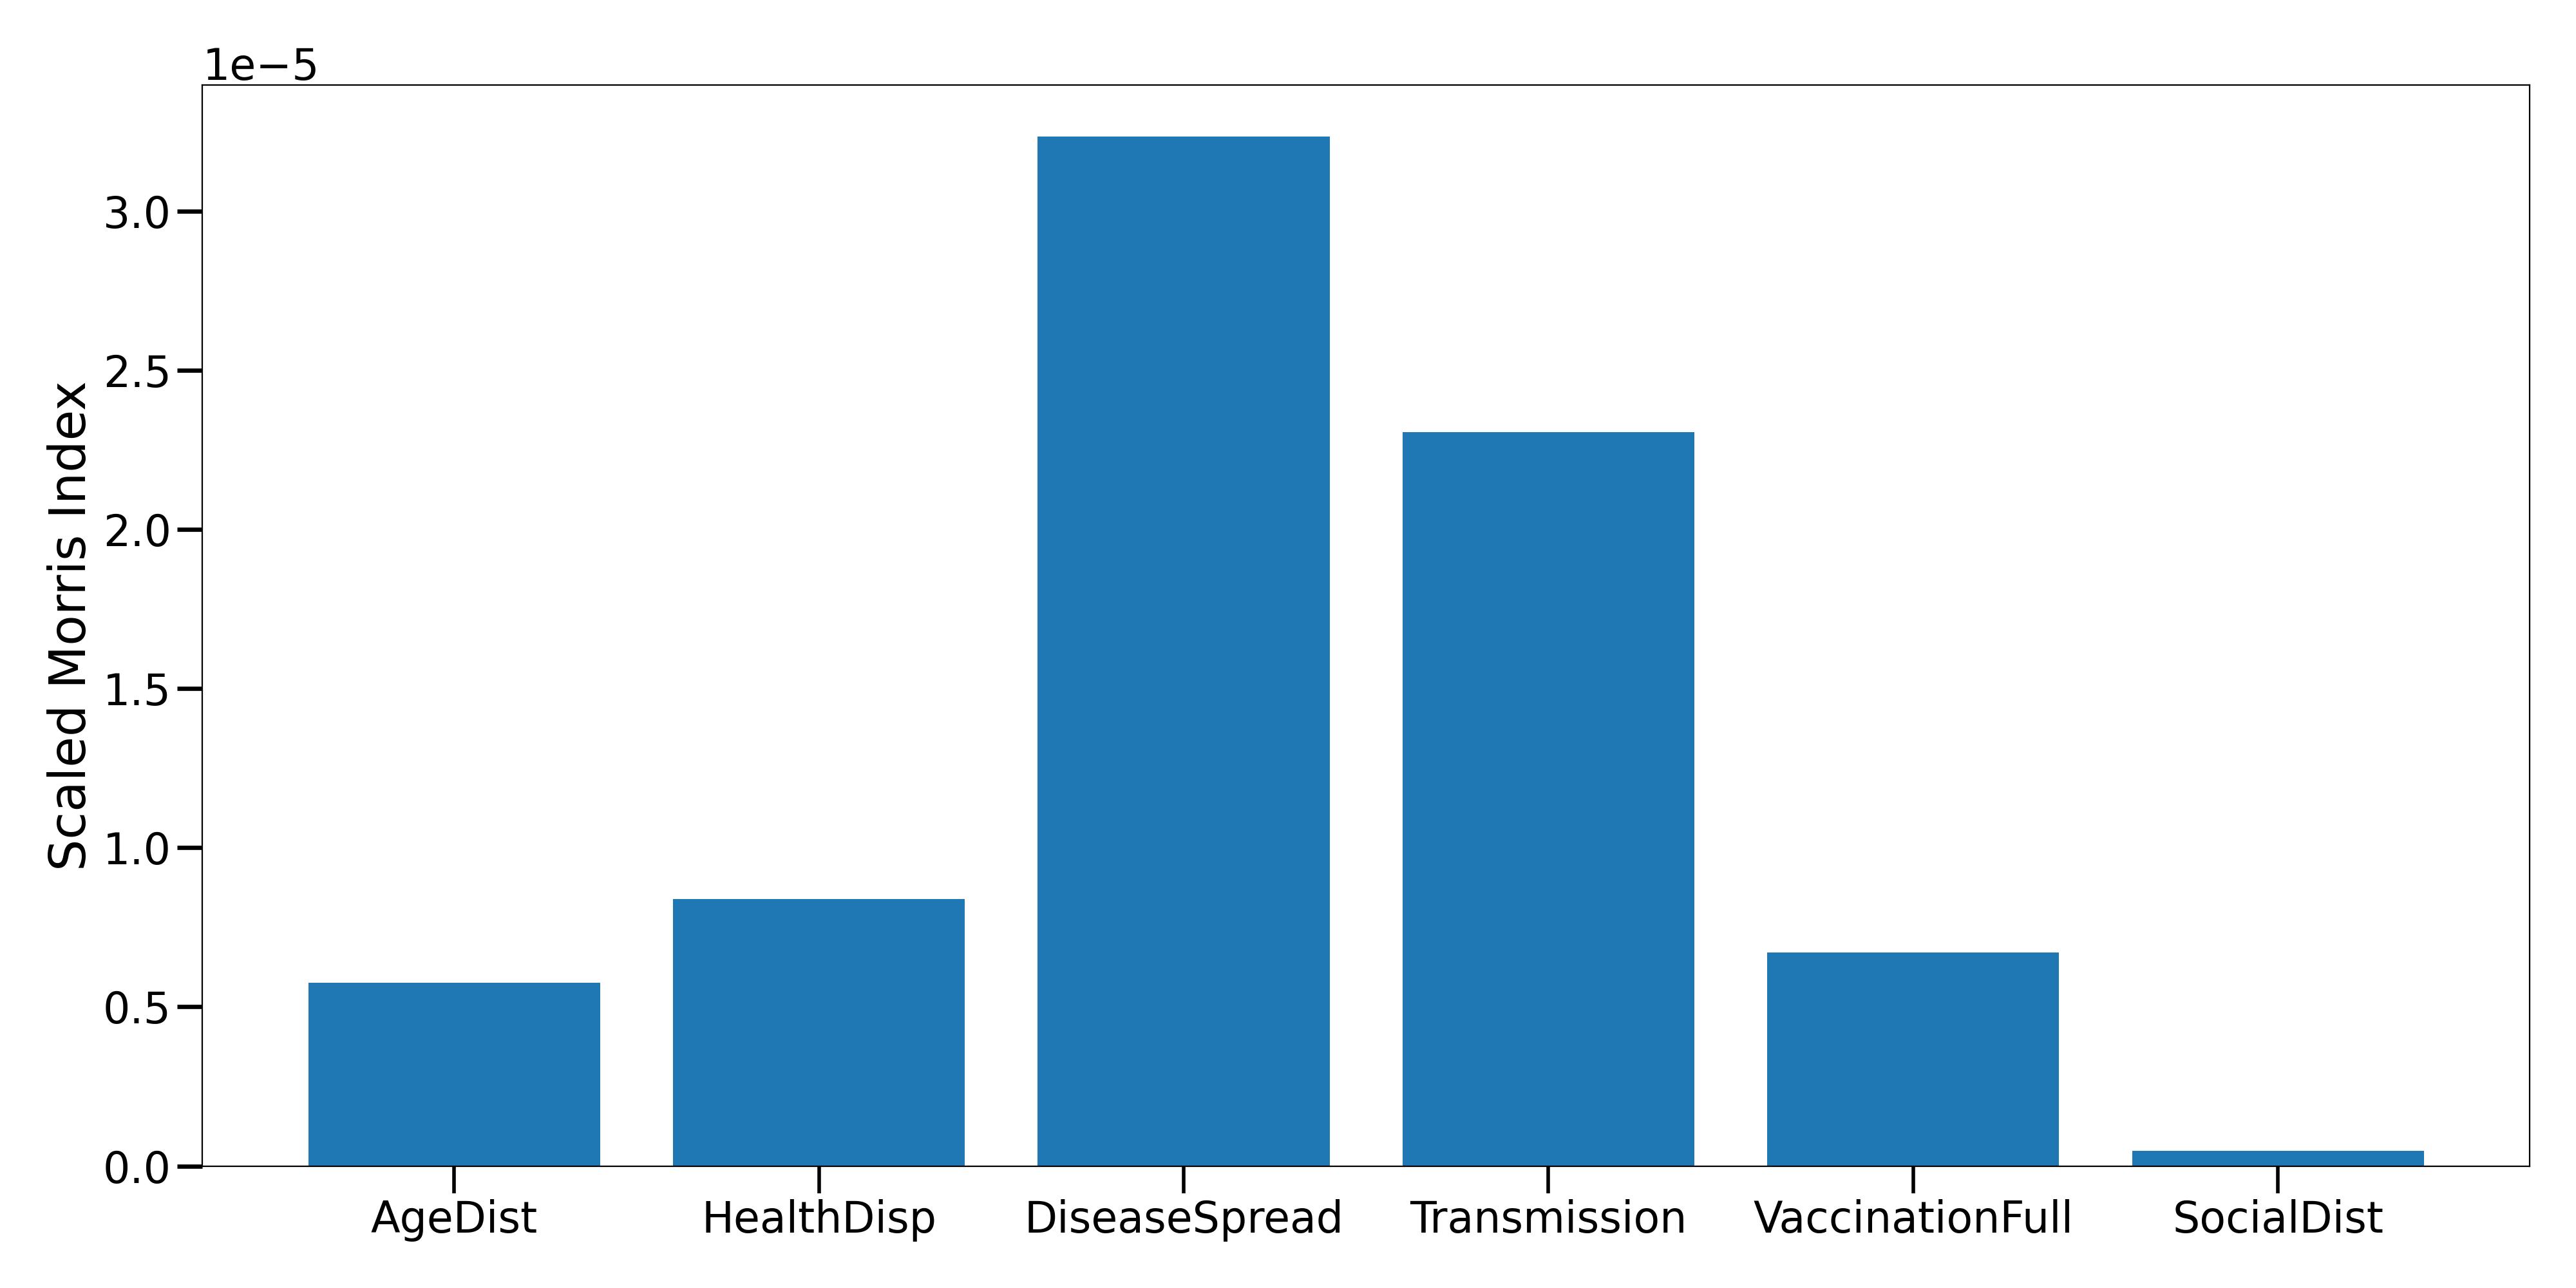 1e−5
3.0
2.5
2.0
1.5
1.0
0.5
0.0
Scaled Morris Index
AgeDist HealthDisp DiseaseSpread Transmission VaccinationFull SocialDist